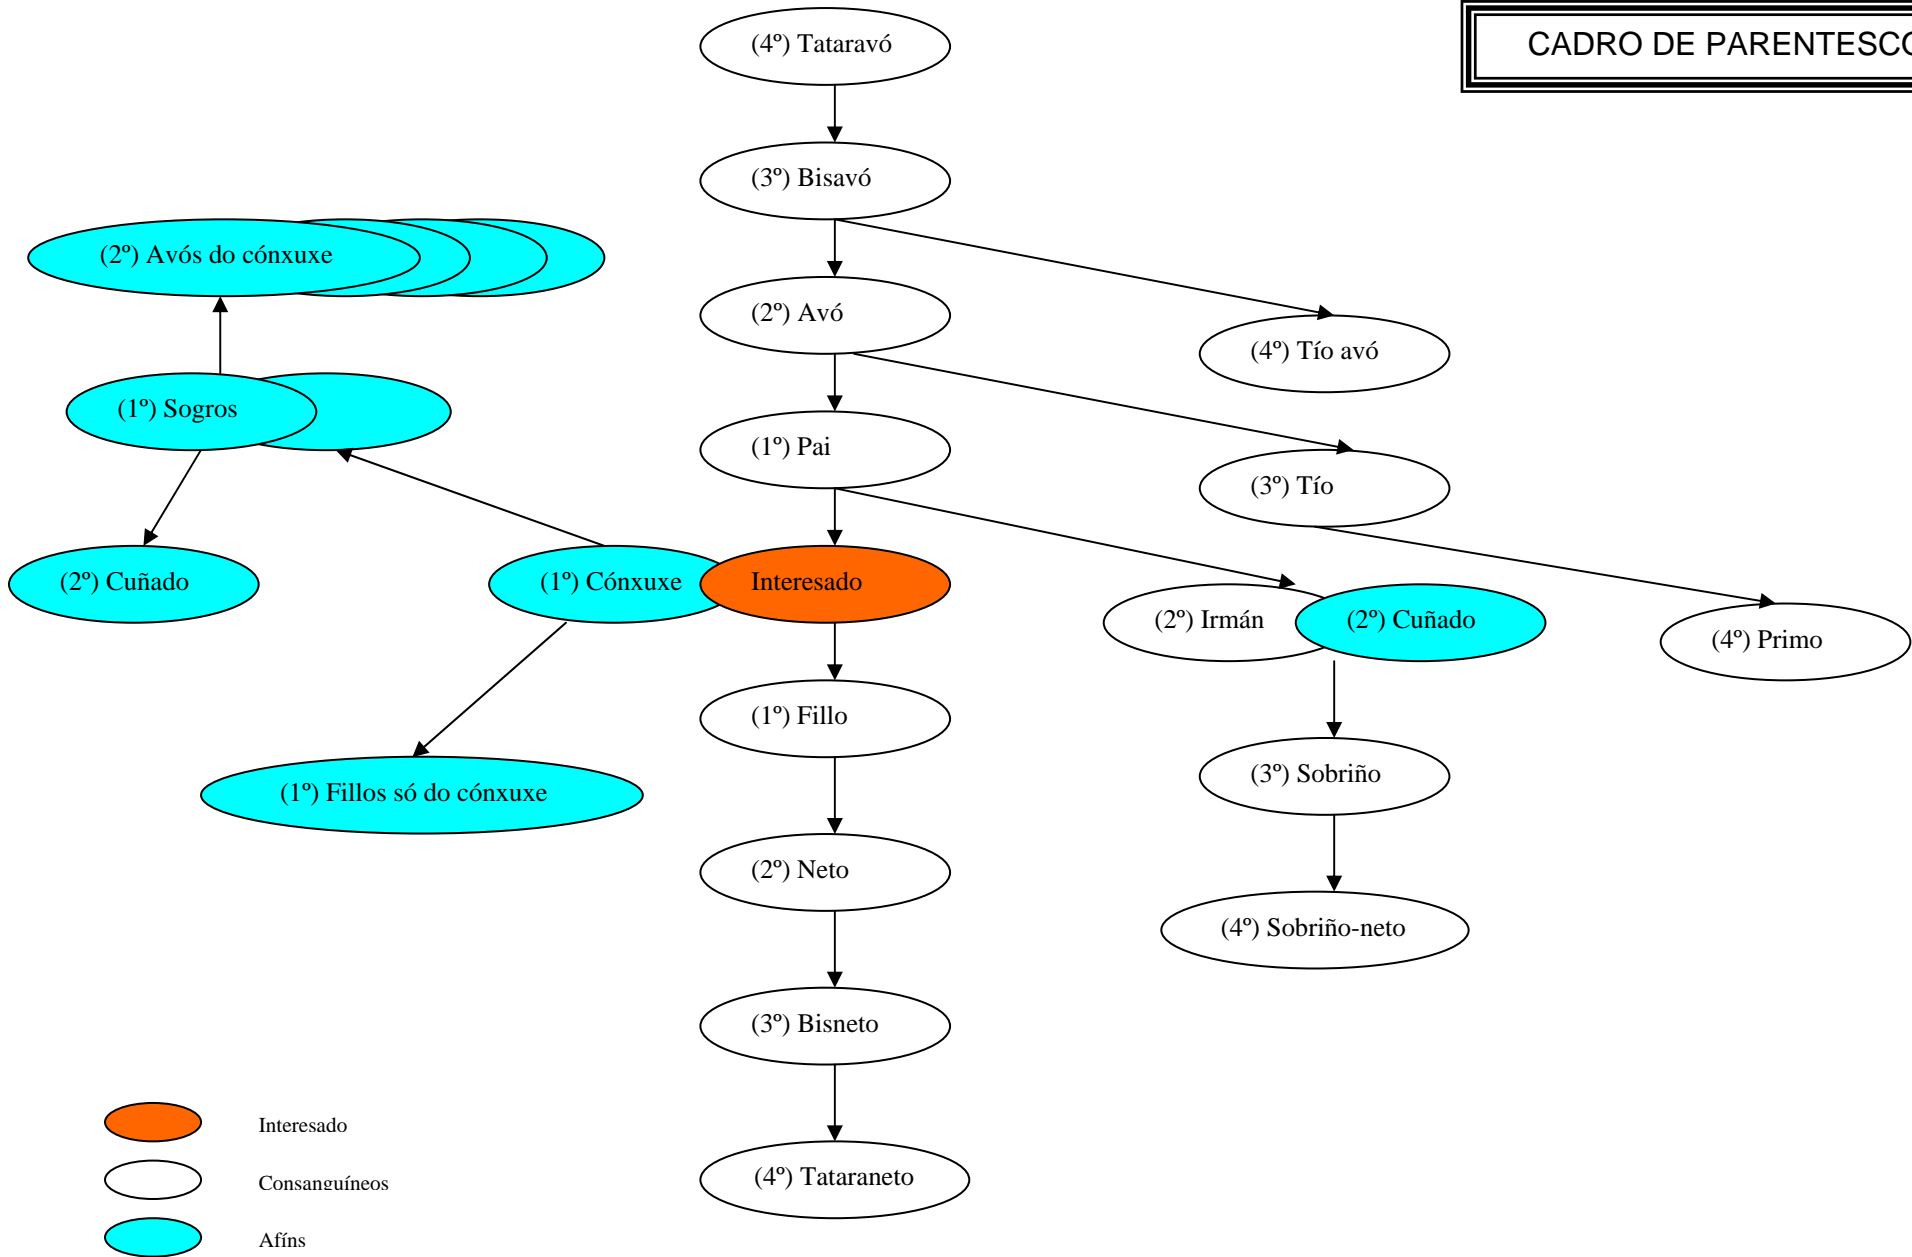 CADRO DE PARENTESCO
(4º) Tataravó
(3º) Bisavó
(2º) Avós do cónxuxe
(2º) Avó
(4º) Tío avó
(1º) Sogros
(1º) Pai
(3º) Tío
(2º) Cuñado
(1º) Cónxuxe
Interesado
(2º) Irmán
(2º) Cuñado
(4º) Primo
(1º) Fillo
(1º) Fillos só do cónxuxe
(3º) Sobriño
(2º) Neto
(4º) Sobriño-neto
(3º) Bisneto
(4º) Tataraneto
Interesado
Consanguíneos
Afíns